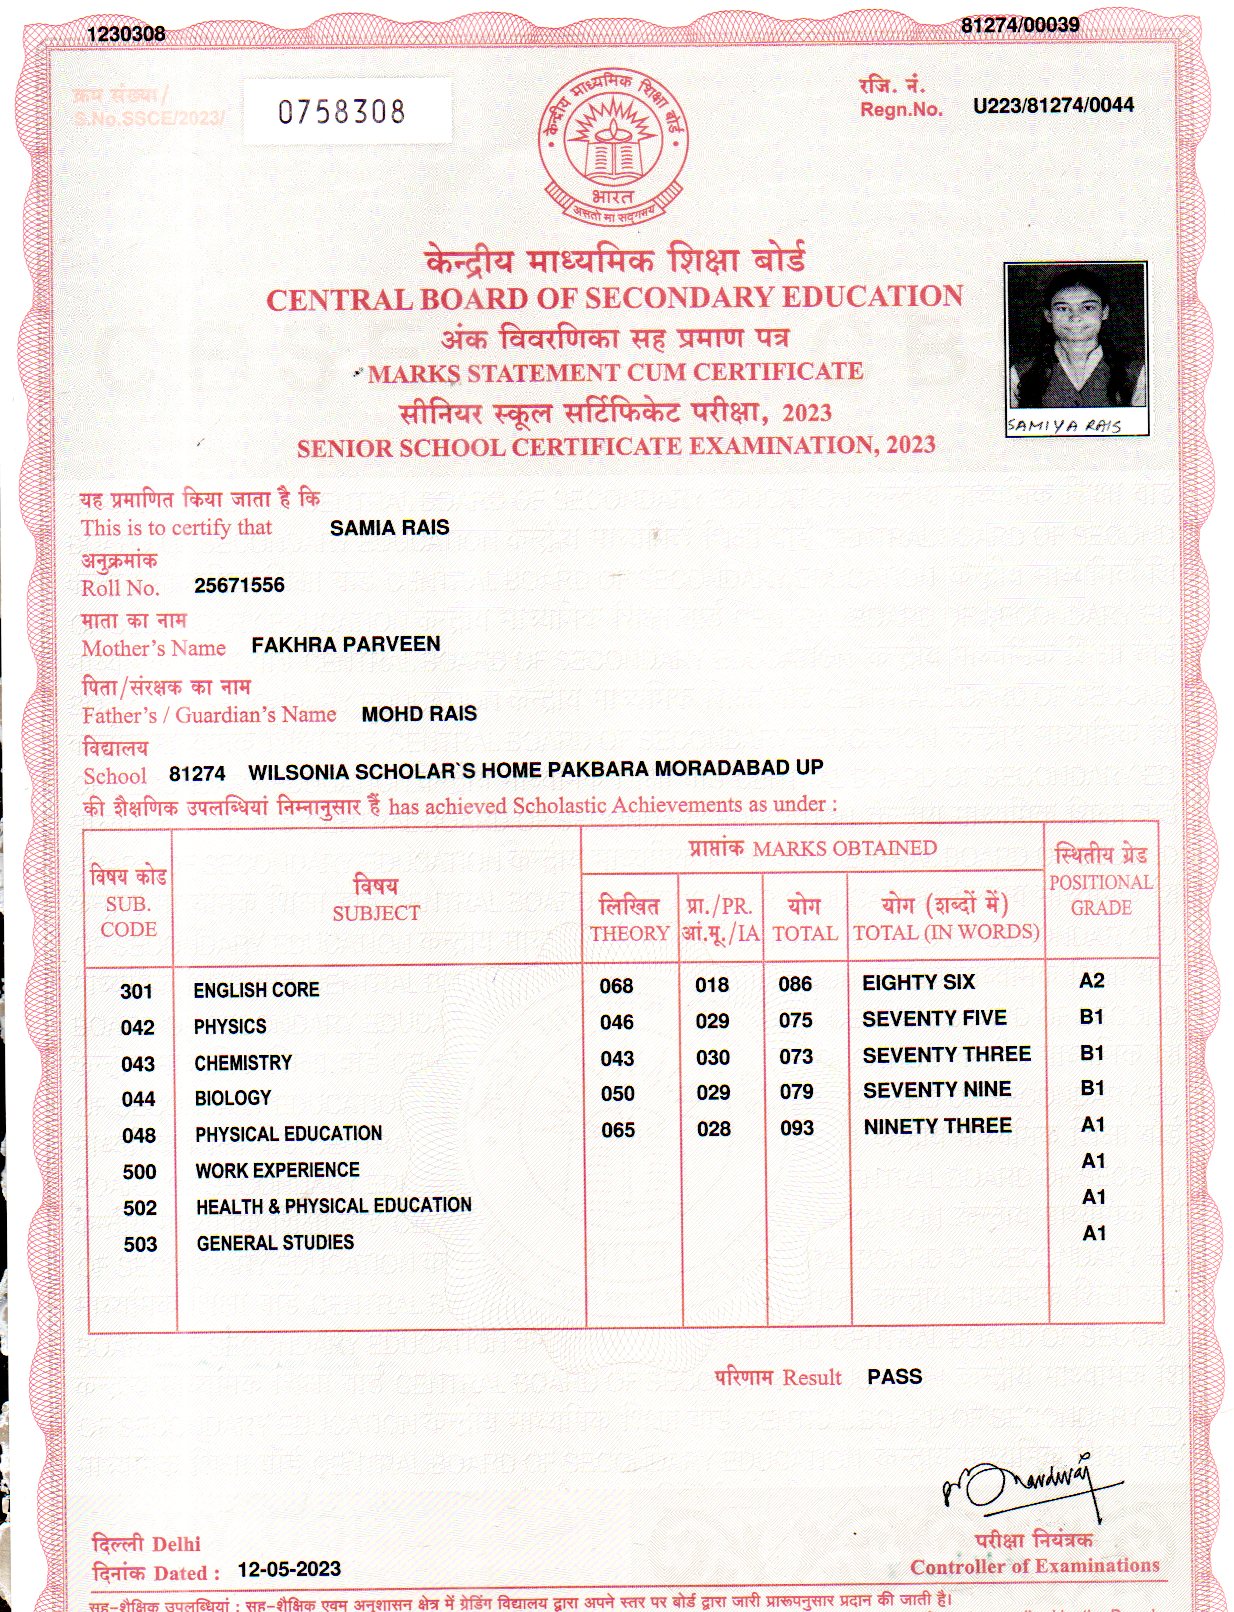 1230308
81274/00039
क्रम संख्या/
S.No.SSCE/2023/
0758308
रजि. नं.
Regn.No. U223/81274/0044
केन्द्रीय माध्यमिक शिक्षा बोर्ड
भारत
असतो मा सद्गमय
केन्द्रीय माध्यमिक शिक्षा बोर्ड
CENTRAL BOARD OF SECONDARY EDUCATION
अंक विवरणिका सह प्रमाण पत्र
MARKS STATEMENT CUM CERTIFICATE
सीनियर स्कूल सर्टिफिकेट परीक्षा, 2023
SENIOR SCHOOL CERTIFICATE EXAMINATION, 2023
SAMIYA RAIS
यह प्रमाणित किया जाता है कि
This is to certify that SAMIA RAIS
अनुक्रमांक
Roll No. 25671556
माता का नाम
Mother's Name FAKHRA PARVEEN
पिता/संरक्षक का नाम
Father's / Guardian's Name MOHD RAIS
विद्यालय
School 81274 WILSONIA SCHOLAR`S HOME PAKBARA MORADABAD UP
की शैक्षणिक उपलब्धियां निम्नानुसार हैं has achieved Scholastic Achievements as under :
विषय कोड
SUB.
CODE
विषय
SUBJECT
प्राप्तांक MARKS OBTAINED
लिखित
THEORY
प्रा./PR.
आं.मू./IA
योग
TOTAL
योग (शब्दों में)
TOTAL (IN WORDS)
स्थितीय ग्रेड
POSITIONAL
GRADE
301 ENGLISH CORE 068 018 086 EIGHTY SIX A2
042 PHYSICS 046 029 075 SEVENTY FIVE B1
043 CHEMISTRY 043 030 073 SEVENTY THREE B1
044 BIOLOGY 050 029 079 SEVENTY NINE B1
048 PHYSICAL EDUCATION 065 028 093 NINETY THREE A1
500 WORK EXPERIENCE A1
502 HEALTH & PHYSICAL EDUCATION A1
503 GENERAL STUDIES A1
परिणाम Result PASS
दिल्ली Delhi
दिनांक Dated : 12-05-2023
परीक्षा नियंत्रक
Controller of Examinations
सह-शैक्षिक उपलब्धियां : सह-शैक्षिक एवम अनुशासन क्षेत्र में ग्रेडिंग विद्यालय द्वारा अपने स्तर पर बोर्ड द्वारा जारी प्रारूपनुसार प्रदान की जाती है।